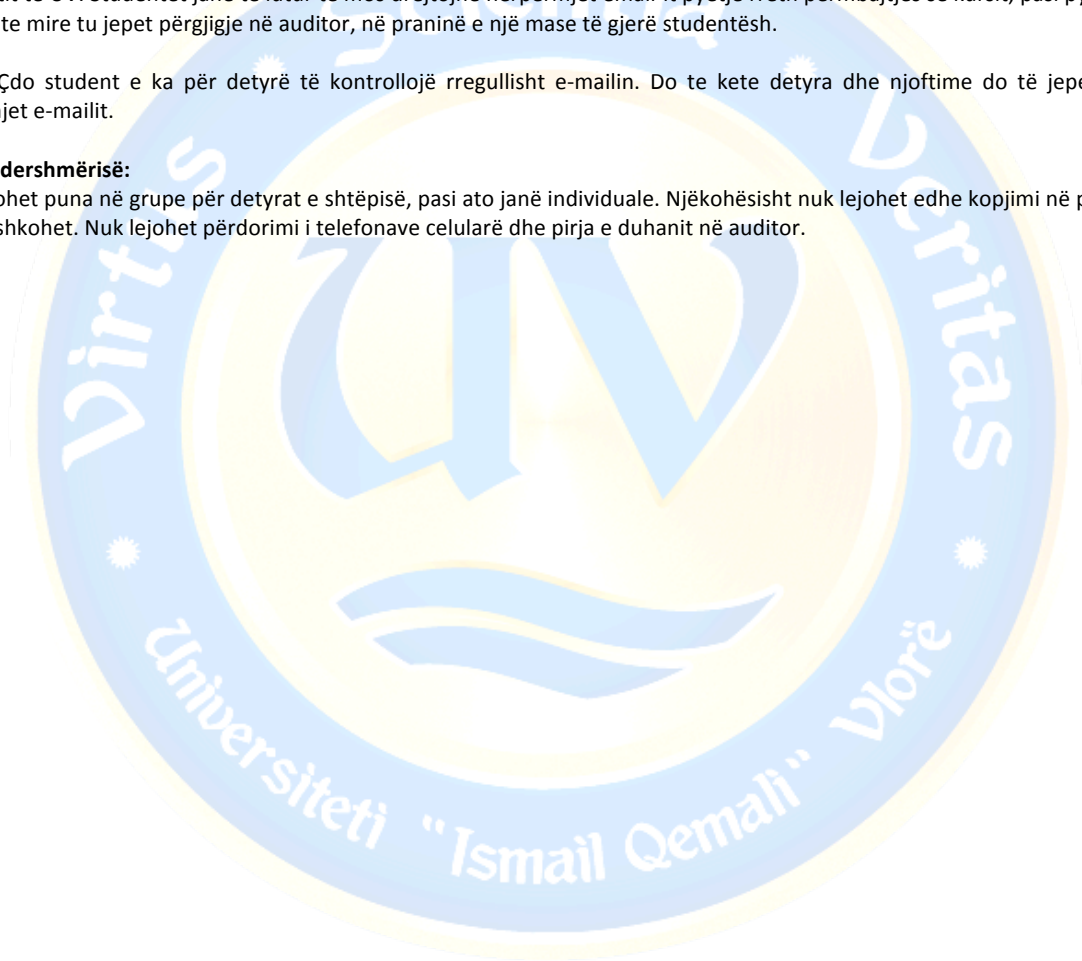 te mire tu jepet përgjigje në auditor, në praninë e një mase të gjerë studentësh.
Çdo student e ka për detyrë të kontrollojë rregullisht e-mailin. Do te kete detyra dhe njoftime do të jepe
jet e-mailit.
dershmërisë:
ohet puna në grupe për detyrat e shtëpisë, pasi ato janë individuale. Njëkohësisht nuk lejohet edhe kopjimi në p
shkohet. Nuk lejohet përdorimi i telefonave celularë dhe pirja e duhanit në auditor.
Virtus
Veritas
UV
Universiteti "Ismail Qemali" Vlorë